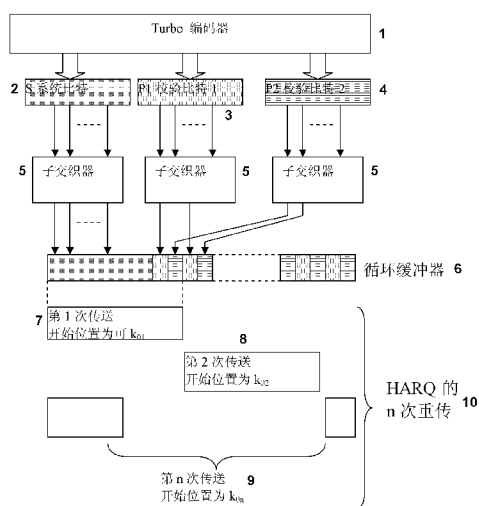 Turbo 编码器 1
2 S 系统比特 P1 校验比特 1 P2 校验比特 2 4
3
5 子交织器 子交织器 5 子交织器 5
循环缓冲器 6
7 第 1 次传送
开始位置为可 k01
8
第 2 次传送
开始位置为 k02
HARQ 的
n 次重传 10
第 n 次传送 9
开始位置为 k0n